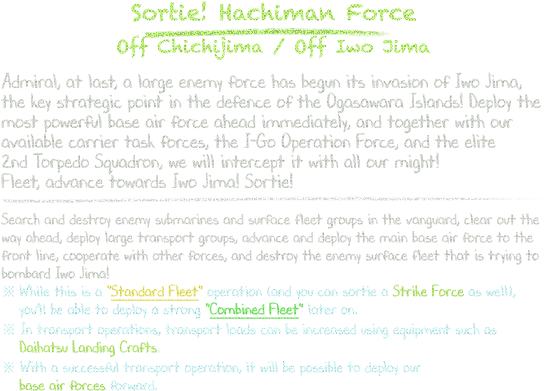 Sortie! Hachiman Force
Off Chichijima / Off Iwo Jima
Admiral, at last, a large enemy force has begun its invasion of Iwo Jima,
the key strategic point in the defence of the Ogasawara Islands! Deploy the
most powerful base air force ahead immediately, and together with our
available carrier task forces, the I-Go Operation Force, and the elite
2nd Torpedo Squadron, we will intercept it with all our might!
Fleet, advance towards Iwo Jima! Sortie!
Search and destroy enemy submarines and surface fleet groups in the vanguard, clear out the
way ahead, deploy large transport groups, advance and deploy the main base air force to the
front line, cooperate with other forces, and destroy the enemy surface fleet that is trying to
bombard Iwo Jima!
※ While this is a "Standard Fleet" operation (and you can sortie a Strike Force as well),
you'll be able to deploy a strong "Combined Fleet" later on.
※ In transport operations, transport loads can be increased using equipment such as
Daihatsu Landing Crafts.
※ With a successful transport operation, it will be possible to deploy our
base air forces forward.